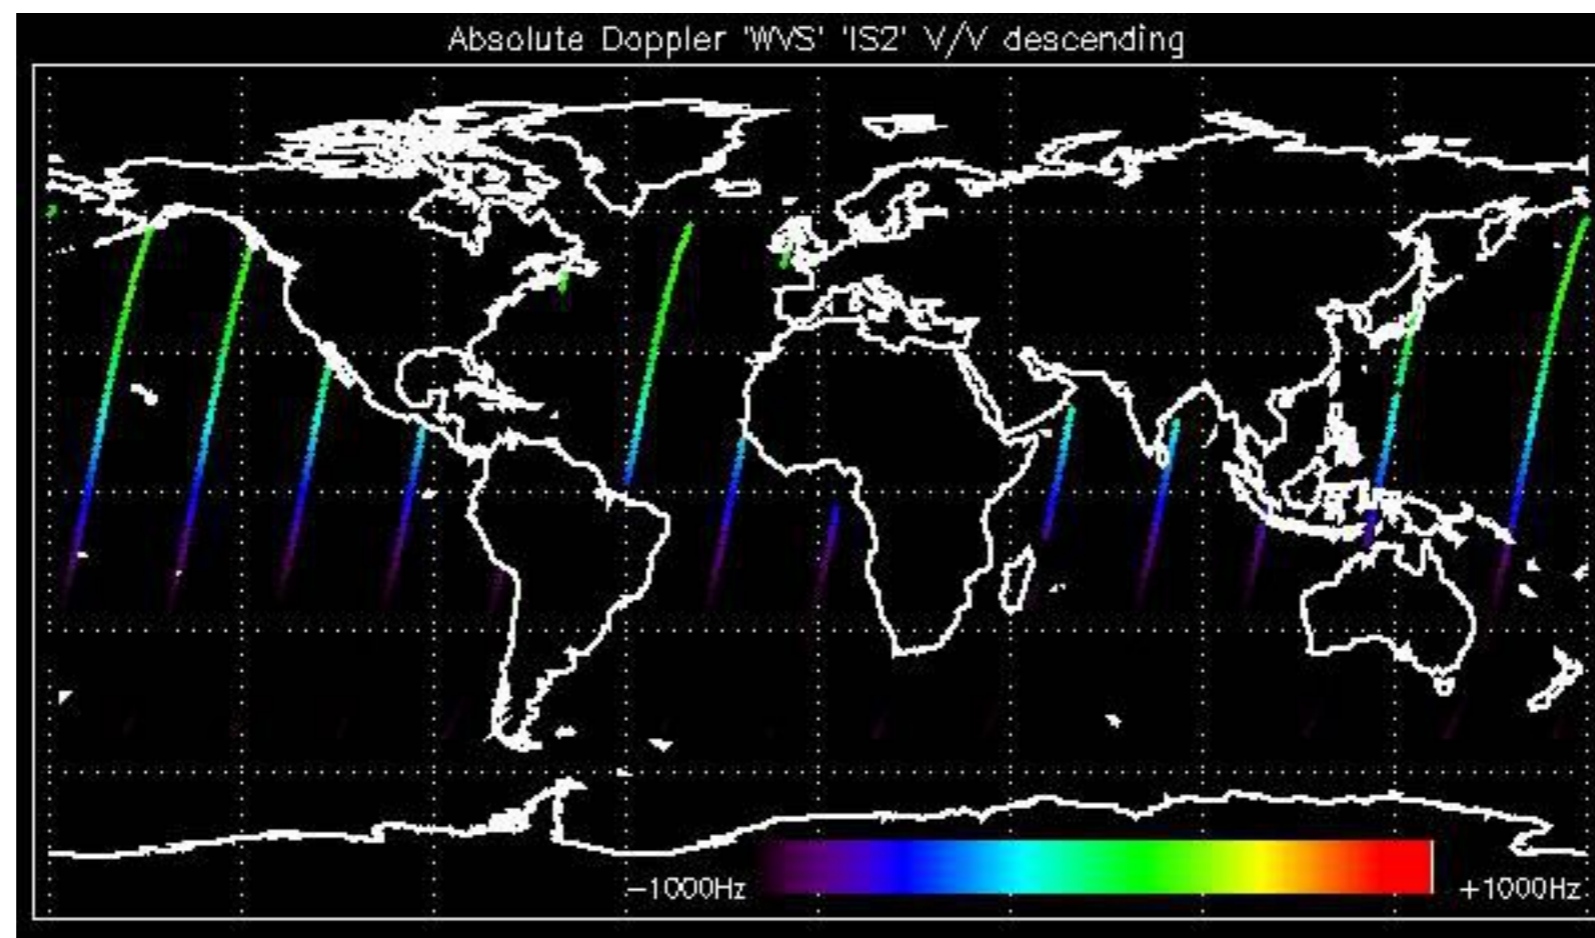 Absolute Doppler 'WVS' 'IS2' V/V descending
−1000Hz +1000Hz